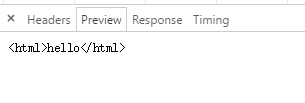 × Headers Preview Response Timing
<html>hello</html>